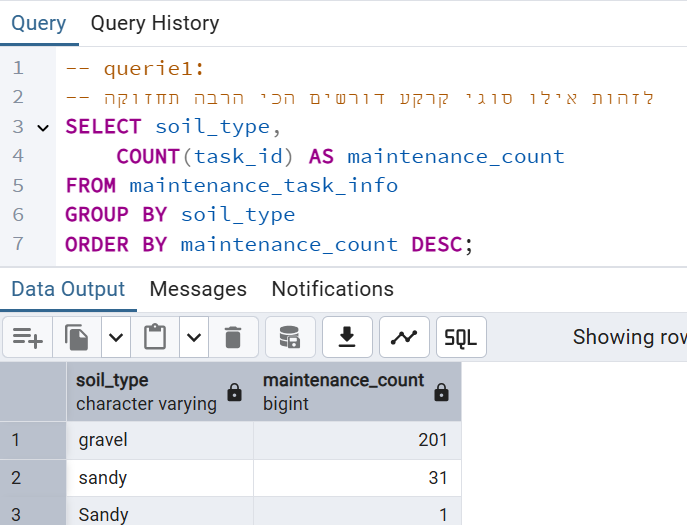 Query Query History
1 -- querie1:
2 -- לזהות אילו סוגי קרקע דורשים הכי הרבה תחזוקה
3 SELECT soil_type,
4 COUNT(task_id) AS maintenance_count
5 FROM maintenance_task_info
6 GROUP BY soil_type
7 ORDER BY maintenance_count DESC;
Data Output Messages Notifications
SQL Showing
soil_type maintenance_count
character varying bigint
1 gravel 201
2 sandy 31
3 Sandy 1